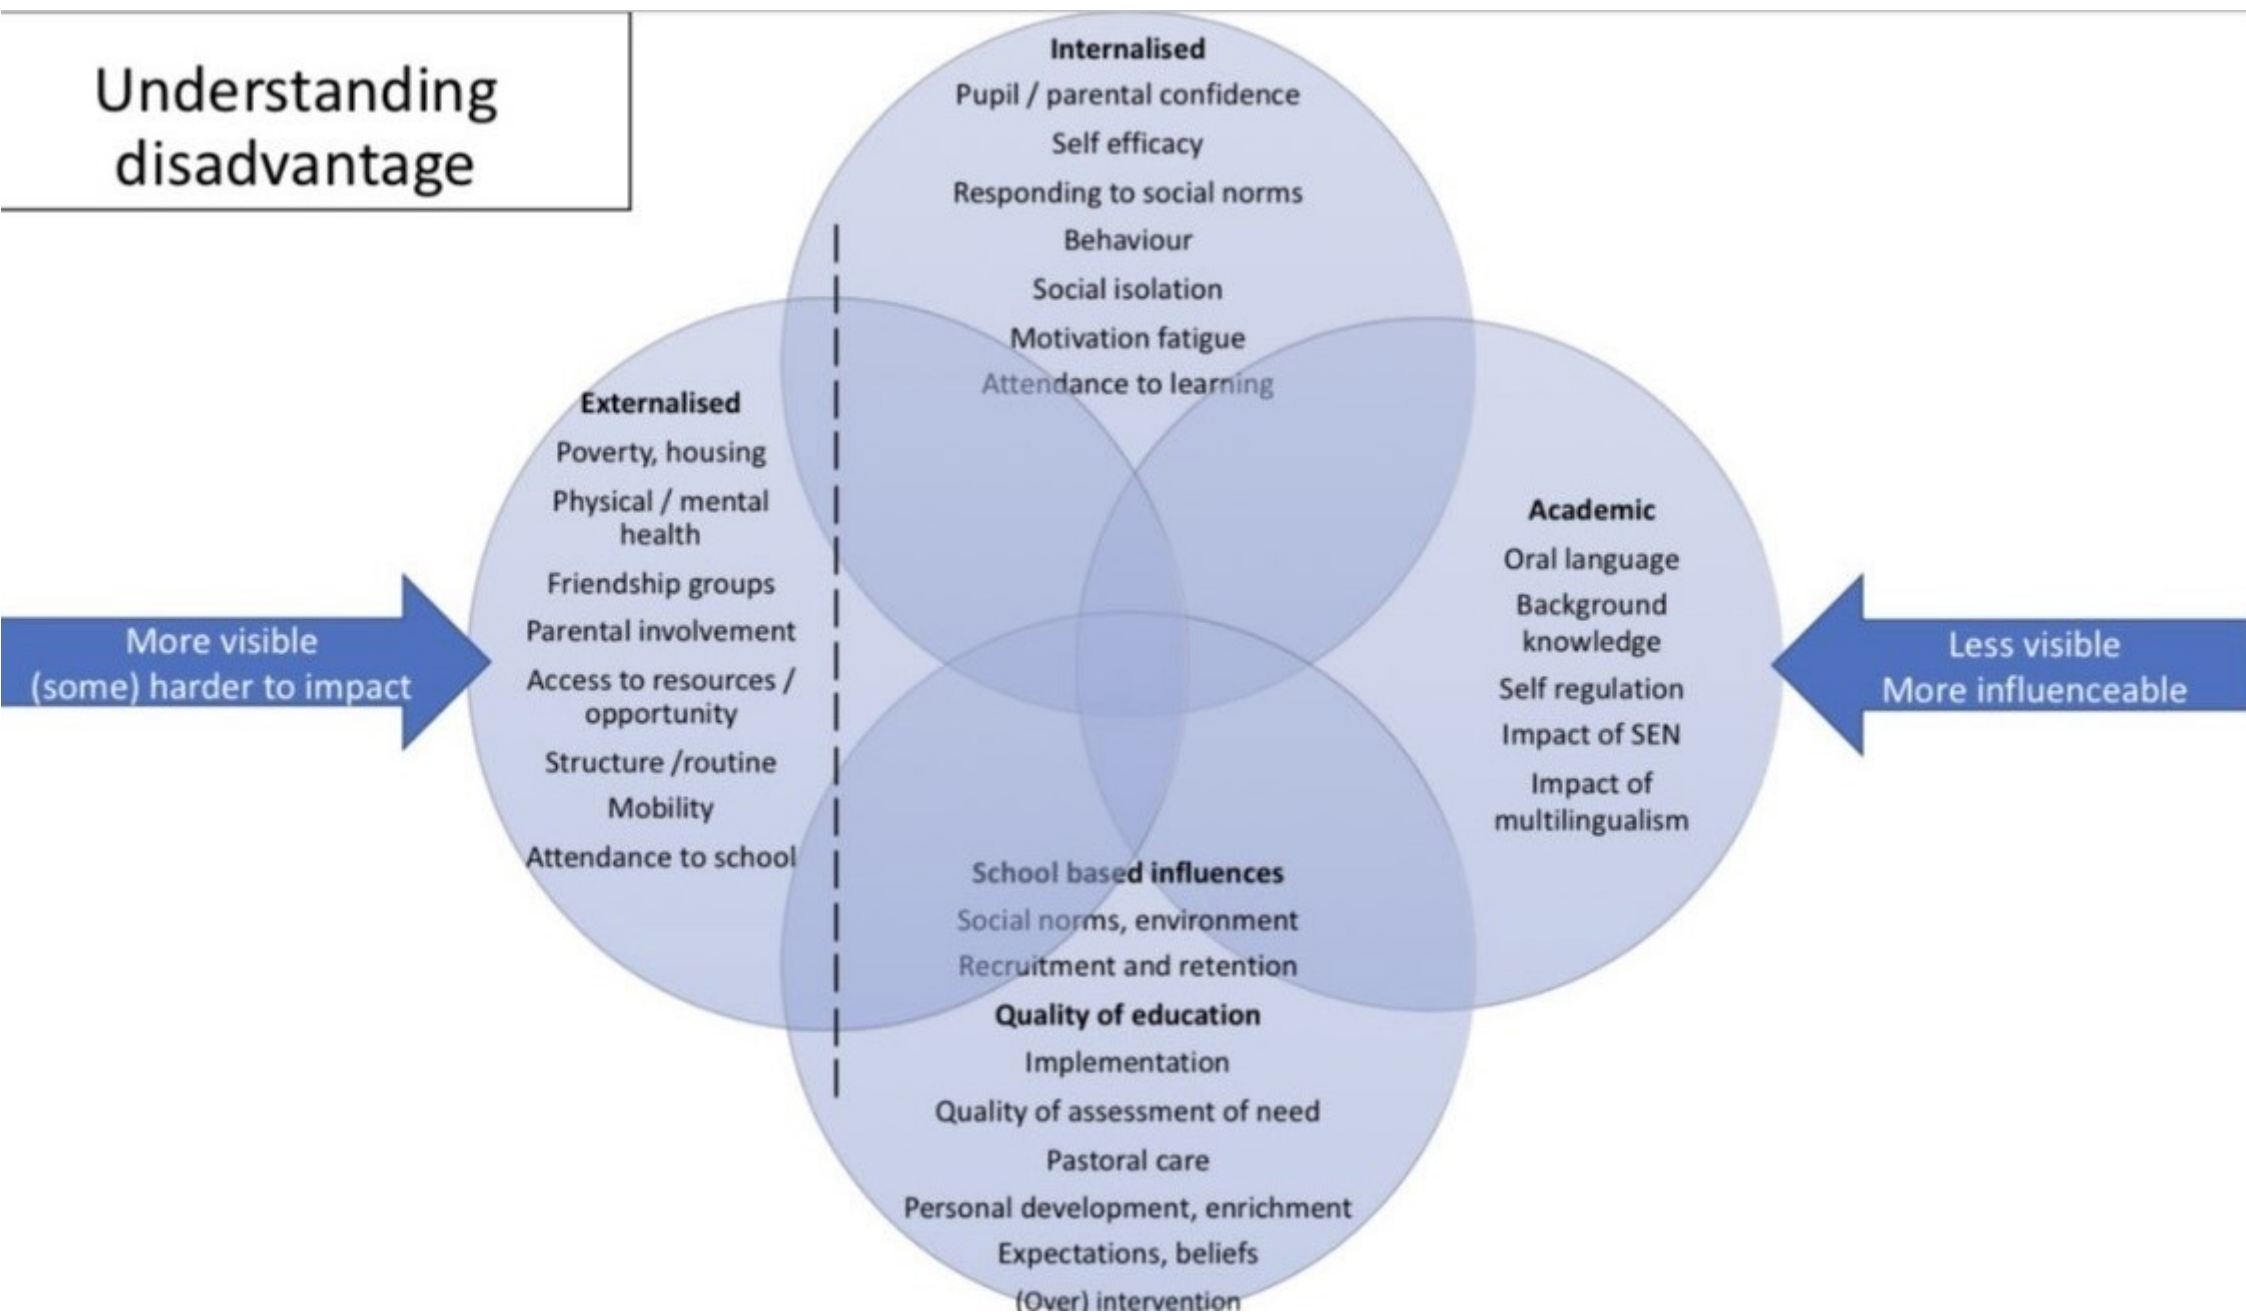 Understanding
disadvantage
Internalised
Pupil / parental confidence
Self efficacy
Responding to social norms
Behaviour
Social isolation
Motivation fatigue
Attendance to learning
Externalised
Poverty, housing
Physical / mental
health
Friendship groups
Parental involvement
Access to resources /
opportunity
Structure /routine
Mobility
Attendance to school
More visible
(some) harder to impact
Academic
Oral language
Background
knowledge
Self regulation
Impact of SEN
Impact of
multilingualism
Less visible
More influenceable
School based influences
Social norms, environment
Recruitment and retention
Quality of education
Implementation
Quality of assessment of need
Pastoral care
Personal development, enrichment
Expectations, beliefs
(Over) intervention